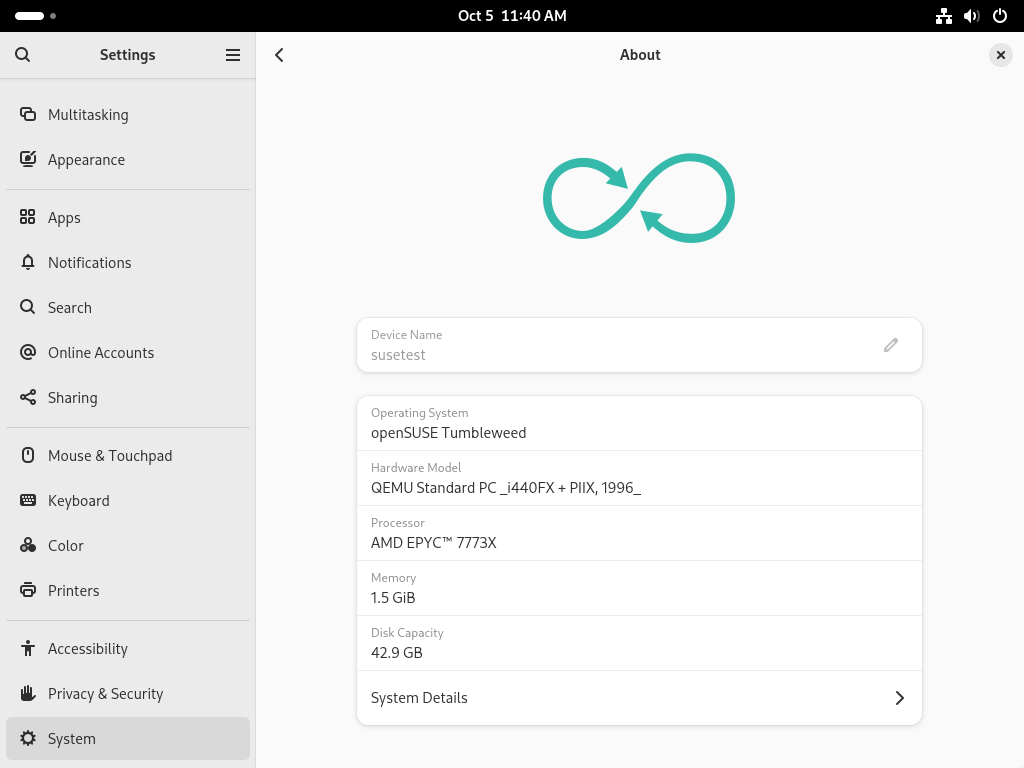 Oct 5 11:40 AM
Settings
About
Multitasking
Appearance
Apps
Notifications
Search
Online Accounts
Sharing
Mouse & Touchpad
Keyboard
Color
Printers
Accessibility
Privacy & Security
System
Device Name
susetest
Operating System
openSUSE Tumbleweed
Hardware Model
QEMU Standard PC _i440FX + PIIX, 1996_
Processor
AMD EPYC™ 7773X
Memory
1.5 GiB
Disk Capacity
42.9 GB
System Details